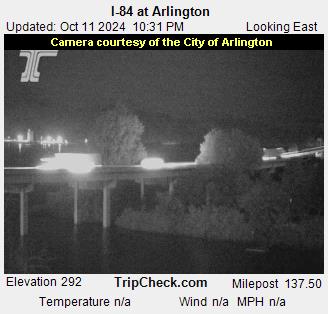 I-84 at Arlington
Updated: Oct 11 2024 10:31 PM Looking East
Camera courtesy of the City of Arlington
Elevation 292 TripCheck.com Milepost 137.50
Temperature n/a Wind n/a MPH n/a